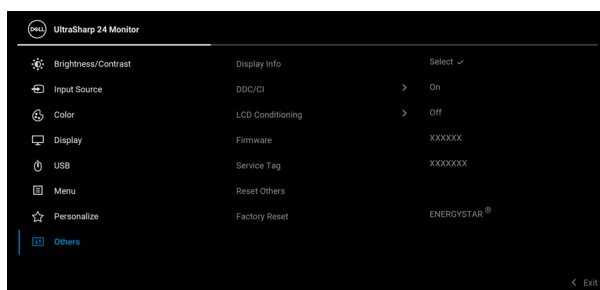 DELL UltraSharp 24 Monitor
Brightness/Contrast Display Info Select ✓
Input Source DDC/CI > On
Color LCD Conditioning > Off
Display Firmware XXXXXX
USB Service Tag XXXXXXX
Menu Reset Others
Personalize Factory Reset ENERGYSTAR ®
Others
< Exit